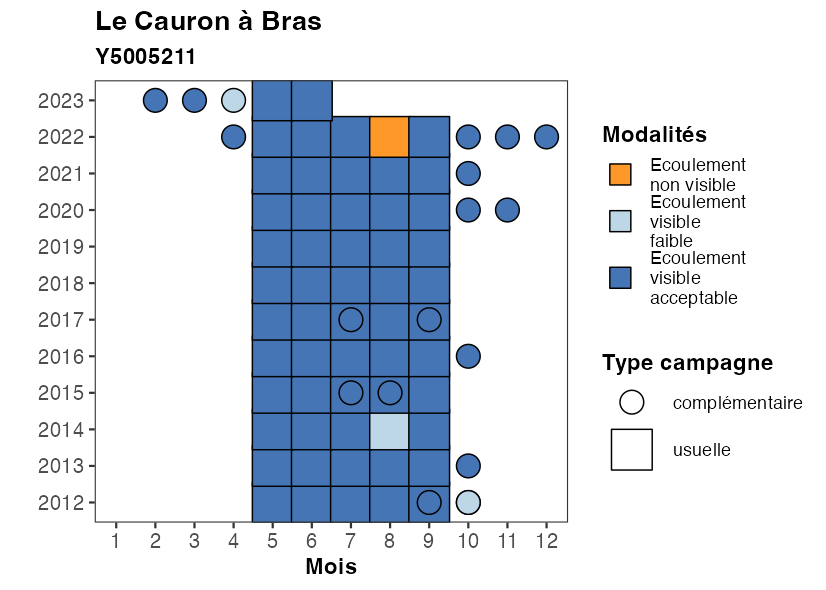 Le Cauron à Bras
Y5005211
2023
2022
2021
2020
2019
2018
2017
2016
2015
2014
2013
2012
1 2 3 4 5 6 7 8 9 10 11 12
Mois
Modalités
Ecoulement
non visible
Ecoulement
visible
faible
Ecoulement
visible
acceptable
Type campagne
complémentaire
usuelle